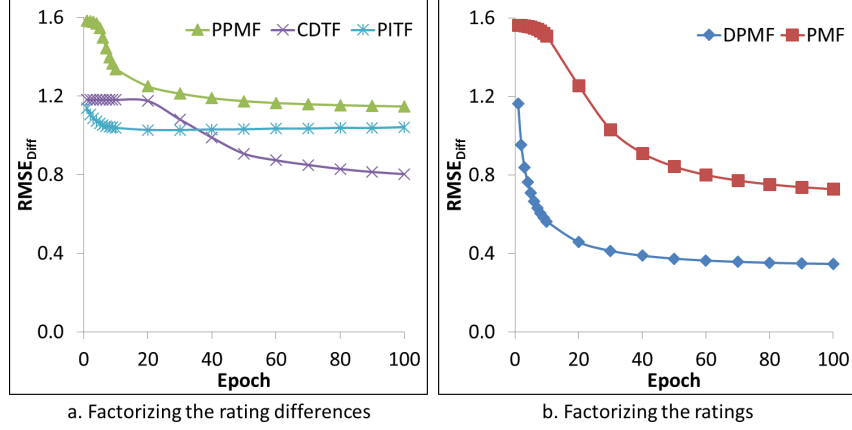 1.6
1.2
0.8
0.4
0.0
RMSEDiff
PPMF CDTF PITF
0 20 40 60 80 100
Epoch
a. Factorizing the rating differences
1.6
1.2
0.8
0.4
0.0
RMSEDiff
DPMF PMF
0 20 40 60 80 100
Epoch
b. Factorizing the ratings